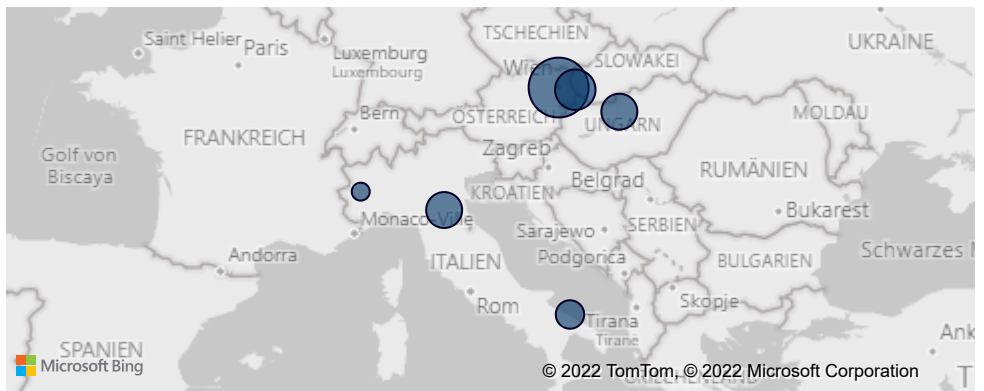 TSCHECHIEN
Saint Helier
Paris
UKRAINE
Luxemburg
Luxembourg
SLOWAKEI
Wien
Bern
ÖSTERREICH
UNGARN
MOLDAU
FRANKREICH
Zagreb
Golf von
Biscaya
RUMÄNIEN
Belgrad
KROATIEN
Monaco-Ville
Bukarest
SERBIEN
Sarajewo
Andorra
Podgorica
Schwarzes M
ITALIEN
BULGARIEN
Skopje
Rom
Tirana
Tiranë
Ank
SPANIEN
Microsoft Bing
GRIECHENLAND
T
© 2022 TomTom, © 2022 Microsoft Corporation